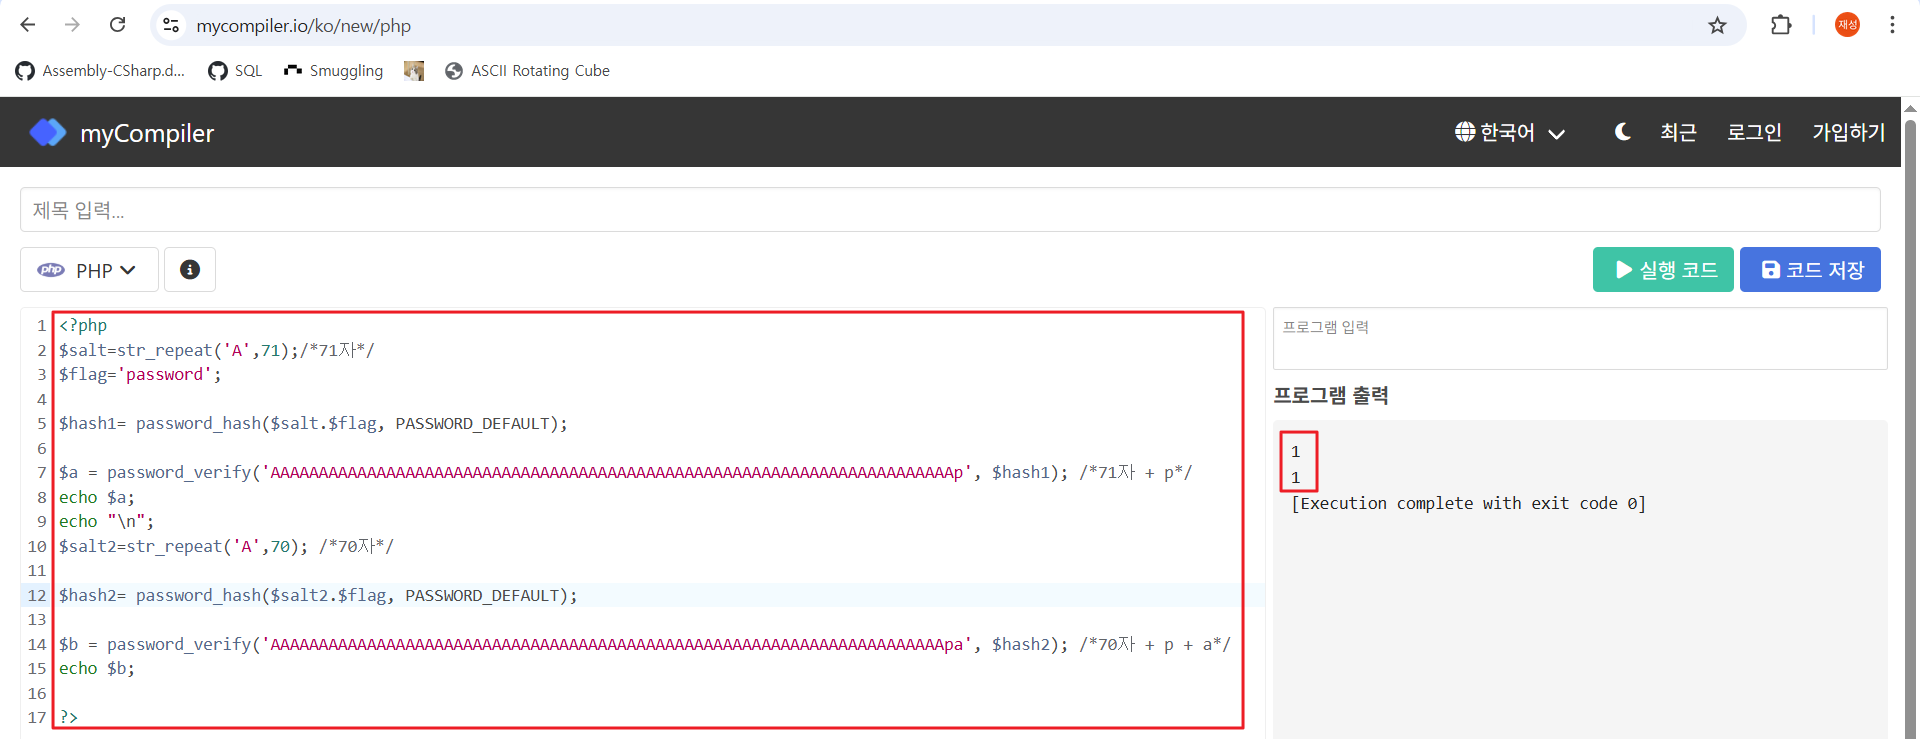 mycompiler.io/ko/new/php
재성
Assembly-CSharp.d...
SQL
Smuggling
ASCII Rotating Cube
myCompiler
한국어
최근
로그인
가입하기
제목 입력...
php PHP
실행 코드
코드 저장
1 <?php
2 $salt=str_repeat('A',71);/*71자*/
3 $flag='password';
4
5 $hash1= password_hash($salt.$flag, PASSWORD_DEFAULT);
6
7 $a = password_verify('AAAAAAAAAAAAAAAAAAAAAAAAAAAAAAAAAAAAAAAAAAAAAAAAAAAAAAAAAAAAAAAAAAAAAAAp', $hash1); /*71자 + p*/
8 echo $a;
9 echo "\n";
10 $salt2=str_repeat('A',70); /*70자*/
11
12 $hash2= password_hash($salt2.$flag, PASSWORD_DEFAULT);
13
14 $b = password_verify('AAAAAAAAAAAAAAAAAAAAAAAAAAAAAAAAAAAAAAAAAAAAAAAAAAAAAAAAAAAAAAAAAAAAAApa', $hash2); /*70자 + p + a*/
15 echo $b;
16
17 ?>
프로그램 입력
프로그램 출력
1
1
[Execution complete with exit code 0]